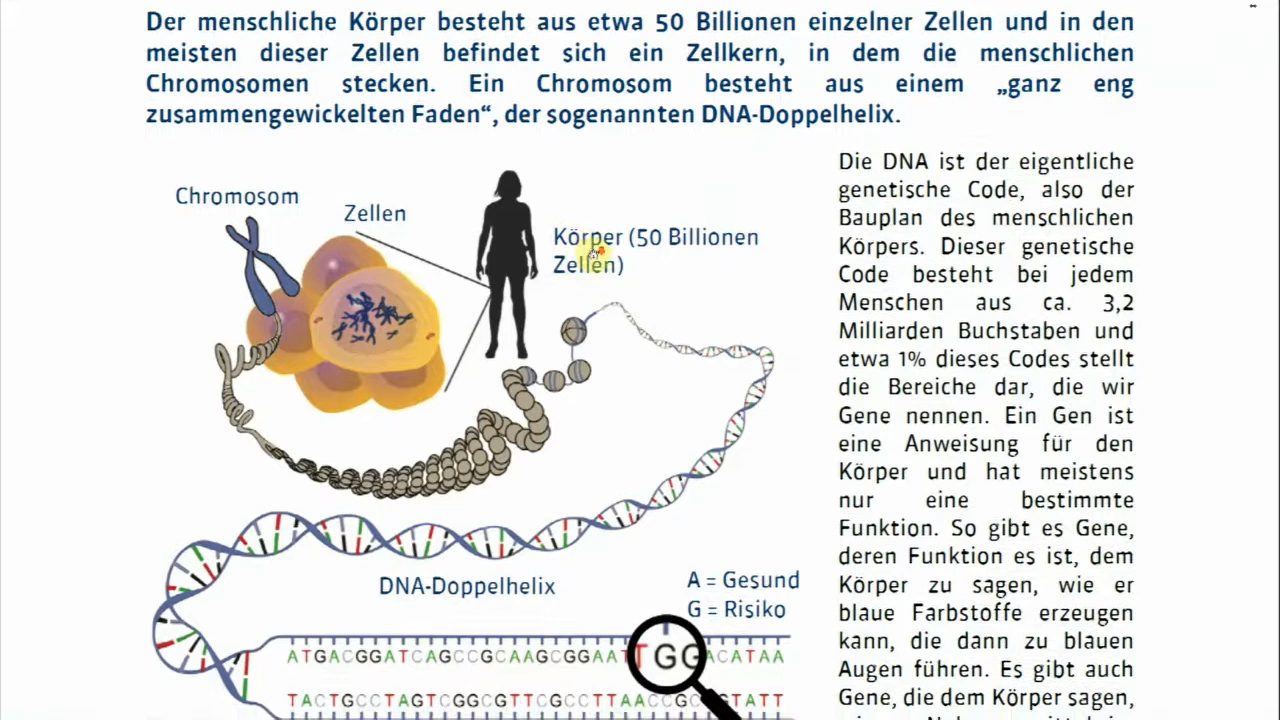 Der menschliche Körper besteht aus etwa 50 Billionen einzelner Zellen und in den
meisten dieser Zellen befindet sich ein Zellkern, in dem die menschlichen
Chromosomen stecken. Ein Chromosom besteht aus einem „ganz eng
zusammengewickelten Faden“, der sogenannten DNA-Doppelhelix.
Chromosom
Zellen
Körper (50 Billionen
Zellen)
DNA-Doppelhelix
A = Gesund
G = Risiko
ATGACGGATCAGCCGCAAGCGGAATTGGACATAA
TACTGCCTAGTCGGCGTTCGCCTTAACCGC GTATT
Die DNA ist der eigentliche
genetische Code, also der
Bauplan des menschlichen
Körpers. Dieser genetische
Code besteht bei jedem
Menschen aus ca. 3,2
Milliarden Buchstaben und
etwa 1% dieses Codes stellt
die Bereiche dar, die wir
Gene nennen. Ein Gen ist
eine Anweisung für den
Körper und hat meistens
nur eine bestimmte
Funktion. So gibt es Gene,
deren Funktion es ist, dem
Körper zu sagen, wie er
blaue Farbstoffe erzeugen
kann, die dann zu blauen
Augen führen. Es gibt auch
Gene, die dem Körper sagen,